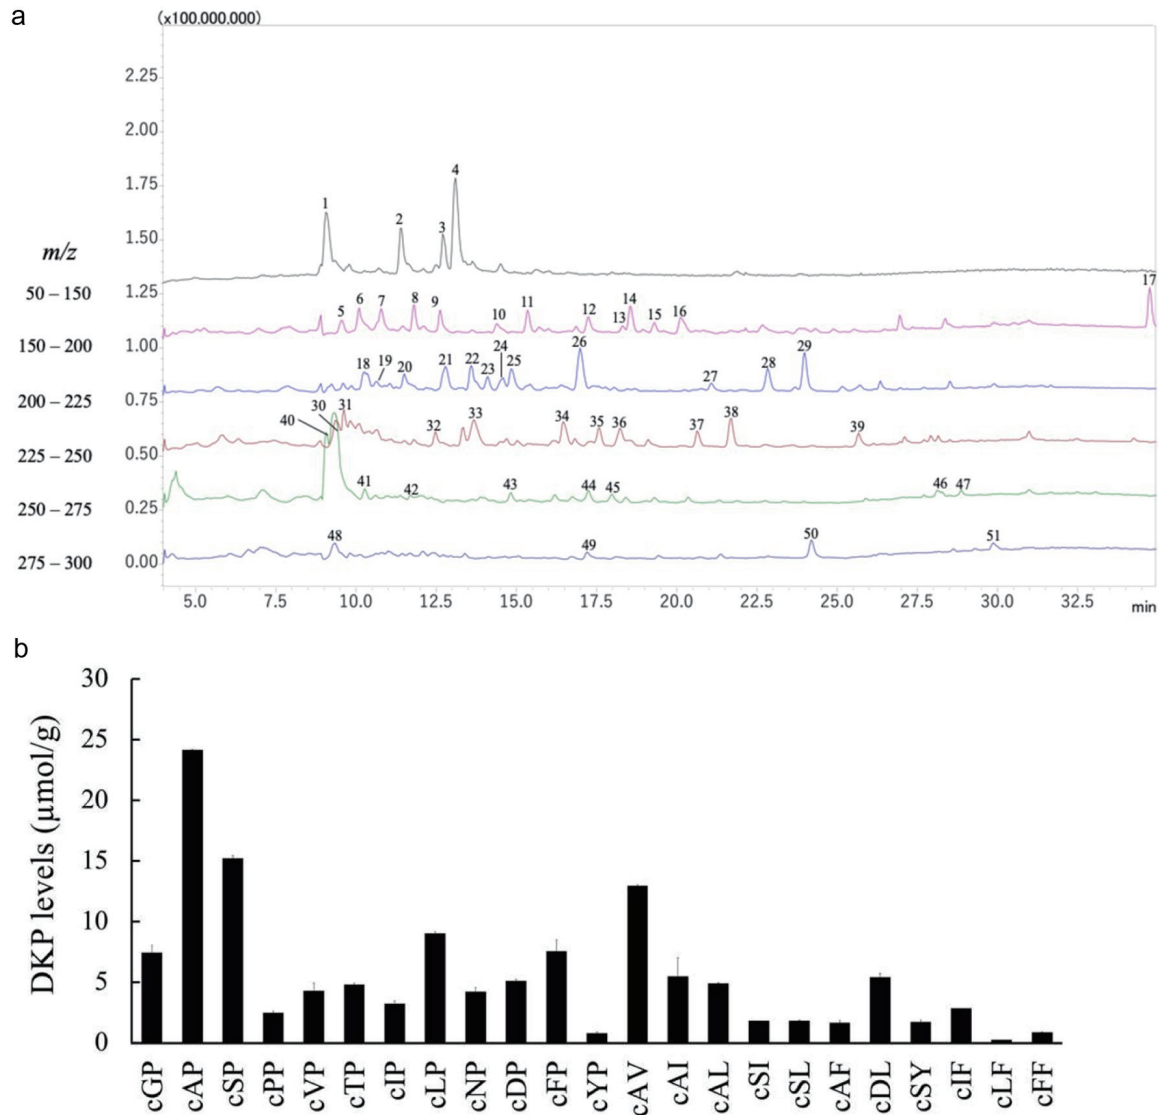 a
(x100,000,000)
2.25
2.00
1.75
1.50
1.25
1.00
0.75
0.50
0.25
0.00
m/z
50 – 150
150 – 200
200 – 225
225 – 250
250 – 275
275 – 300
1 2 3 4
5 6 7 8 9 10 11 12 13 14 15 16 17
18 19 20 21 22 23 24 25 26 27 28 29
30 31 32 33 34 35 36 37 38 39
40 41 42 43 44 45 46 47
48 49 50 51
5.0 7.5 10.0 12.5 15.0 17.5 20.0 22.5 25.0 27.5 30.0 32.5 min
b
DKP levels (µmol/g)
30
25
20
15
10
5
0
cGP cAP cSP cPP cVP cTP cIP cLP cNP cDP cFP cYP cAV cAI cAL cSI cSL cAF cDL cSY cIF cLF cFF